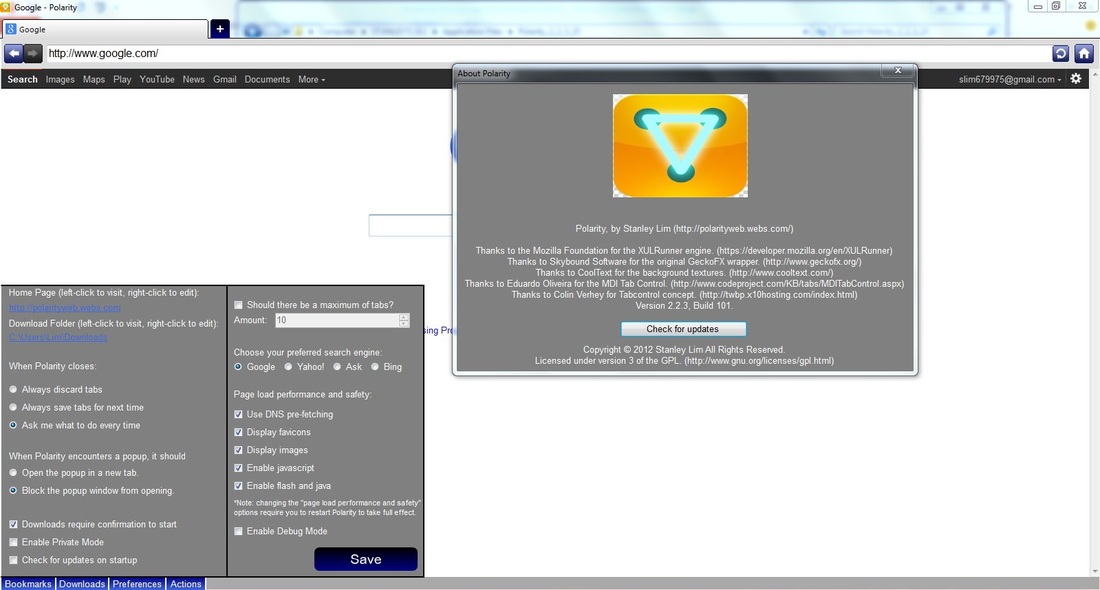 Google - Polarity
Google
+
http://www.google.com/
Search Images Maps Play YouTube News Gmail Documents More
slim679975@gmail.com
About Polarity
Polarity, by Stanley Lim (http://polarityweb.webs.com/)
Thanks to the Mozilla Foundation for the XULRunner engine. (https://developer.mozilla.org/en/XULRunner)
Thanks to Skybound Software for the original GeckoFX wrapper. (http://www.geckofx.org/)
Thanks to CoolText for the background textures. (http://www.cooltext.com/)
Thanks to Eduardo Oliveira for the MDI Tab Control. (http://www.codeproject.com/KB/tabs/MDITabControl.aspx)
Thanks to Colin Verhey for Tabcontrol concept. (http://twbp.x10hosting.com/index.html)
Version 2.2.3, Build 101.
Check for updates
Copyright © 2012 Stanley Lim All Rights Reserved.
Licensed under version 3 of the GPL. (http://www.gnu.org/licenses/gpl.html)
Home Page (left-click to visit, right-click to edit):
http://polarityweb.webs.com
Download Folder (left-click to visit, right-click to edit):
C:\Users\Lim\Downloads
When Polarity closes:
Always discard tabs
Always save tabs for next time
Ask me what to do every time
When Polarity encounters a popup, it should
Open the popup in a new tab.
Block the popup window from opening.
Downloads require confirmation to start
Enable Private Mode
Check for updates on startup
Should there be a maximum of tabs?
Amount: 10
Choose your preferred search engine:
Google Yahoo! Ask Bing
Page load performance and safety:
Use DNS pre-fetching
Display favicons
Display images
Enable javascript
Enable flash and java
*Note: changing the "page load performance and safety"
options require you to restart Polarity to take full effect.
Enable Debug Mode
Save
Bookmarks Downloads Preferences Actions